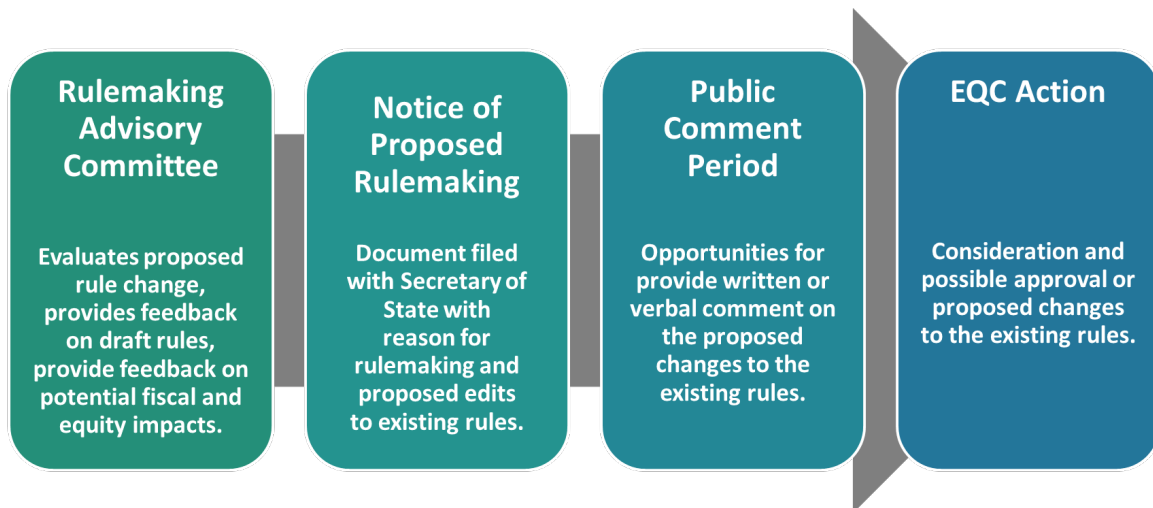 Rulemaking
Advisory
Committee
Evaluates proposed
rule change,
provides feedback
on draft rules,
provide feedback on
potential fiscal and
equity impacts.
Notice of
Proposed
Rulemaking
Document filed
with Secretary of
State with
reason for
rulemaking and
proposed edits
to existing rules.
Public
Comment
Period
Opportunities for
provide written or
verbal comment on
the proposed
changes to the
existing rules.
EQC Action
Consideration and
possible approval or
proposed changes
to the existing rules.